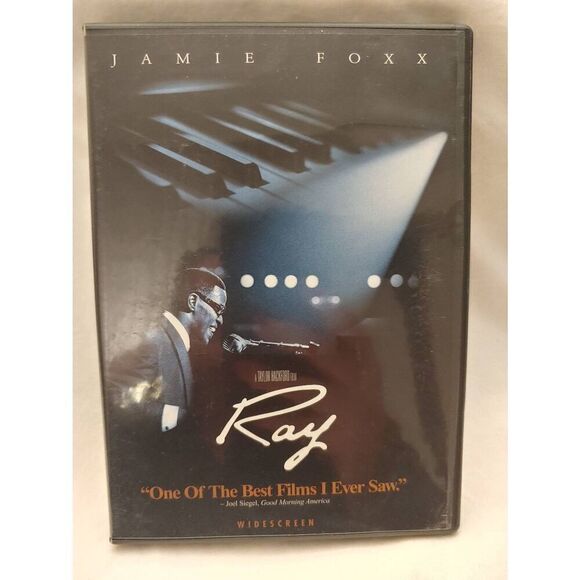 JAMIE FOXX
A TAYLOR HACKFORD FILM
Ray
"One Of The Best Films I Ever Saw."
– Joel Siegel, Good Morning America
WIDESCREEN